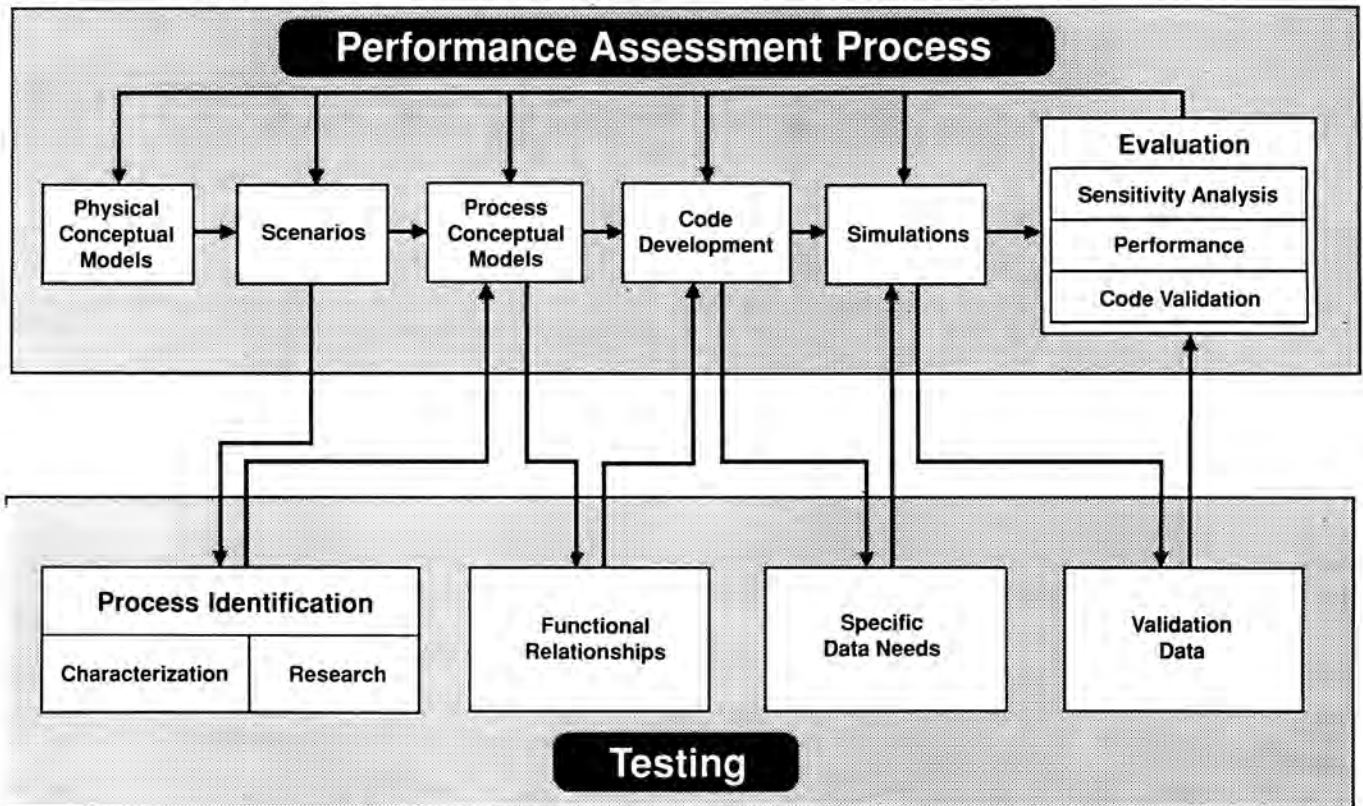 Performance Assessment Process
Physical
Conceptual
Models
Scenarios
Process
Conceptual
Models
Code
Development
Simulations
Evaluation
Sensitivity Analysis
Performance
Code Validation
Process Identification
Characterization
Research
Functional
Relationships
Specific
Data Needs
Validation
Data
Testing